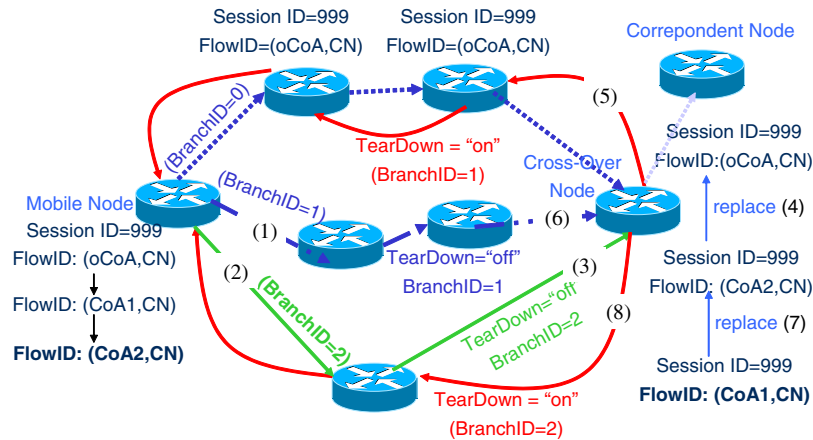 Session ID=999
FlowID=(oCoA,CN)
Session ID=999
FlowID=(oCoA,CN)
Correpondent Node
(BranchID=0)
(5)
TearDown = "on"
(BranchID=1)
Cross-Over
Node
Session ID=999
FlowID:(oCoA,CN)
Mobile Node
Session ID=999
FlowID: (oCoA,CN)
FlowID: (CoA1,CN)
FlowID: (CoA2,CN)
(BranchID=1)
(1)
(6)
TearDown="off"
BranchID=1
replace (4)
(2)
(BranchID=2)
(3)
TearDown="off
BranchID=2
(8)
Session ID=999
FlowID: (CoA2,CN)
replace (7)
Session ID=999
FlowID: (CoA1,CN)
TearDown = "on"
(BranchID=2)